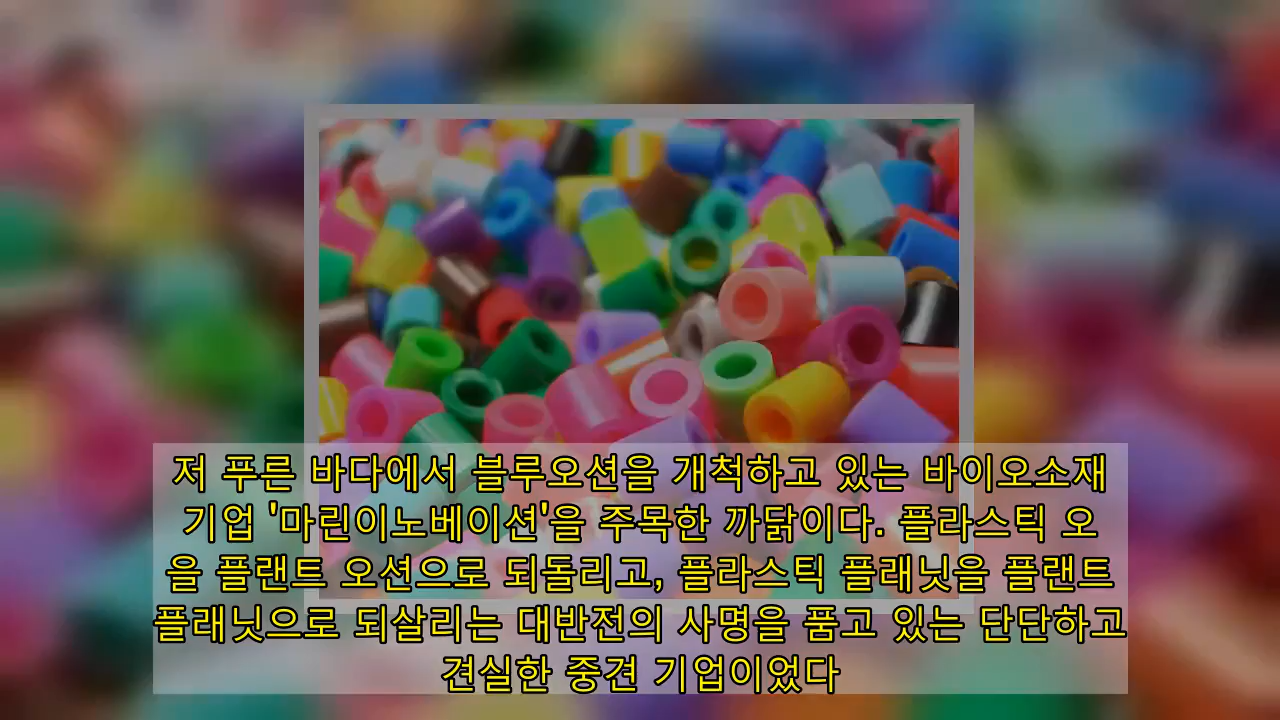 저 푸른 바다에서 블루오션을 개척하고 있는 바이오소재
기업 '마린이노베이션'을 주목한 까닭이다. 플라스틱 오
을 플랜트 오션으로 되돌리고, 플라스틱 플래닛을 플랜트
플래닛으로 되살리는 대반전의 사명을 품고 있는 단단하고
견실한 중견 기업이었다